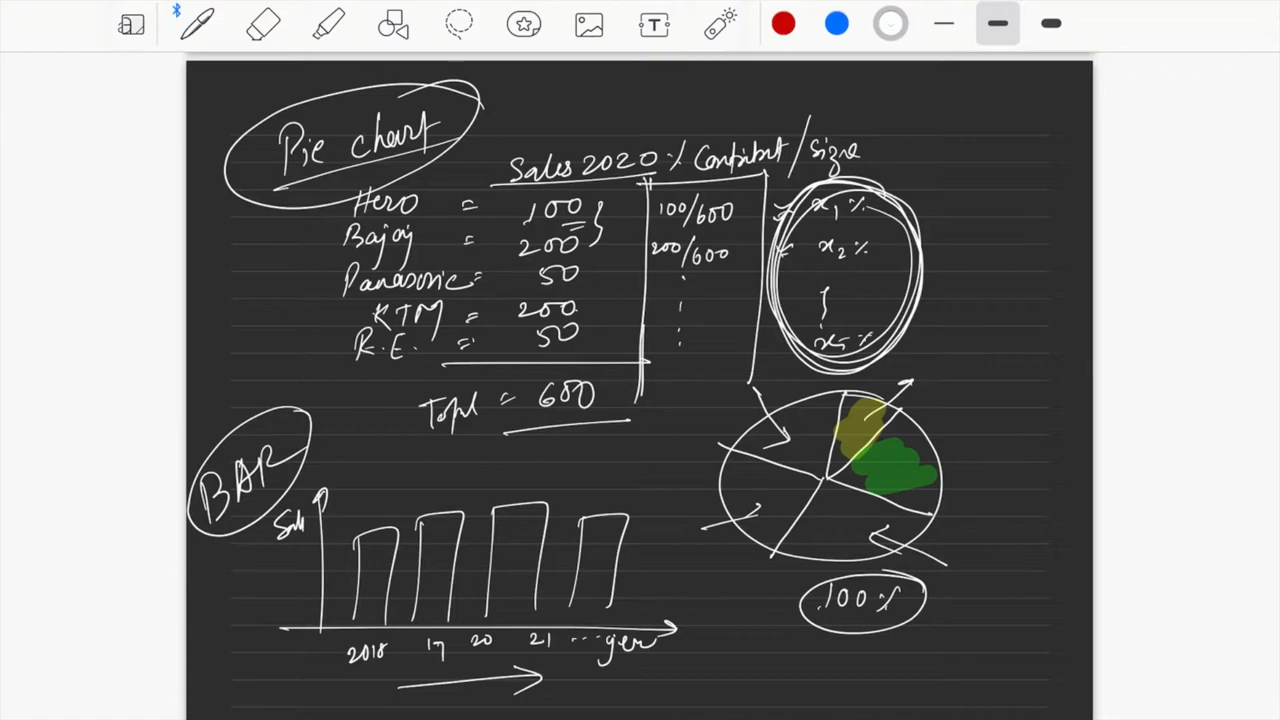 Pie chart
Sales 2020 % Contribut / Size
Hero = 100 100/600 = x₁ %
Bajaj = 200 200/600 = x₂ %
Panasonic = 50
KTM = 200
R.E. = 50 x₅ %
Total = 600
BAR
Sale
2018 20 21 ... year
100 %
T